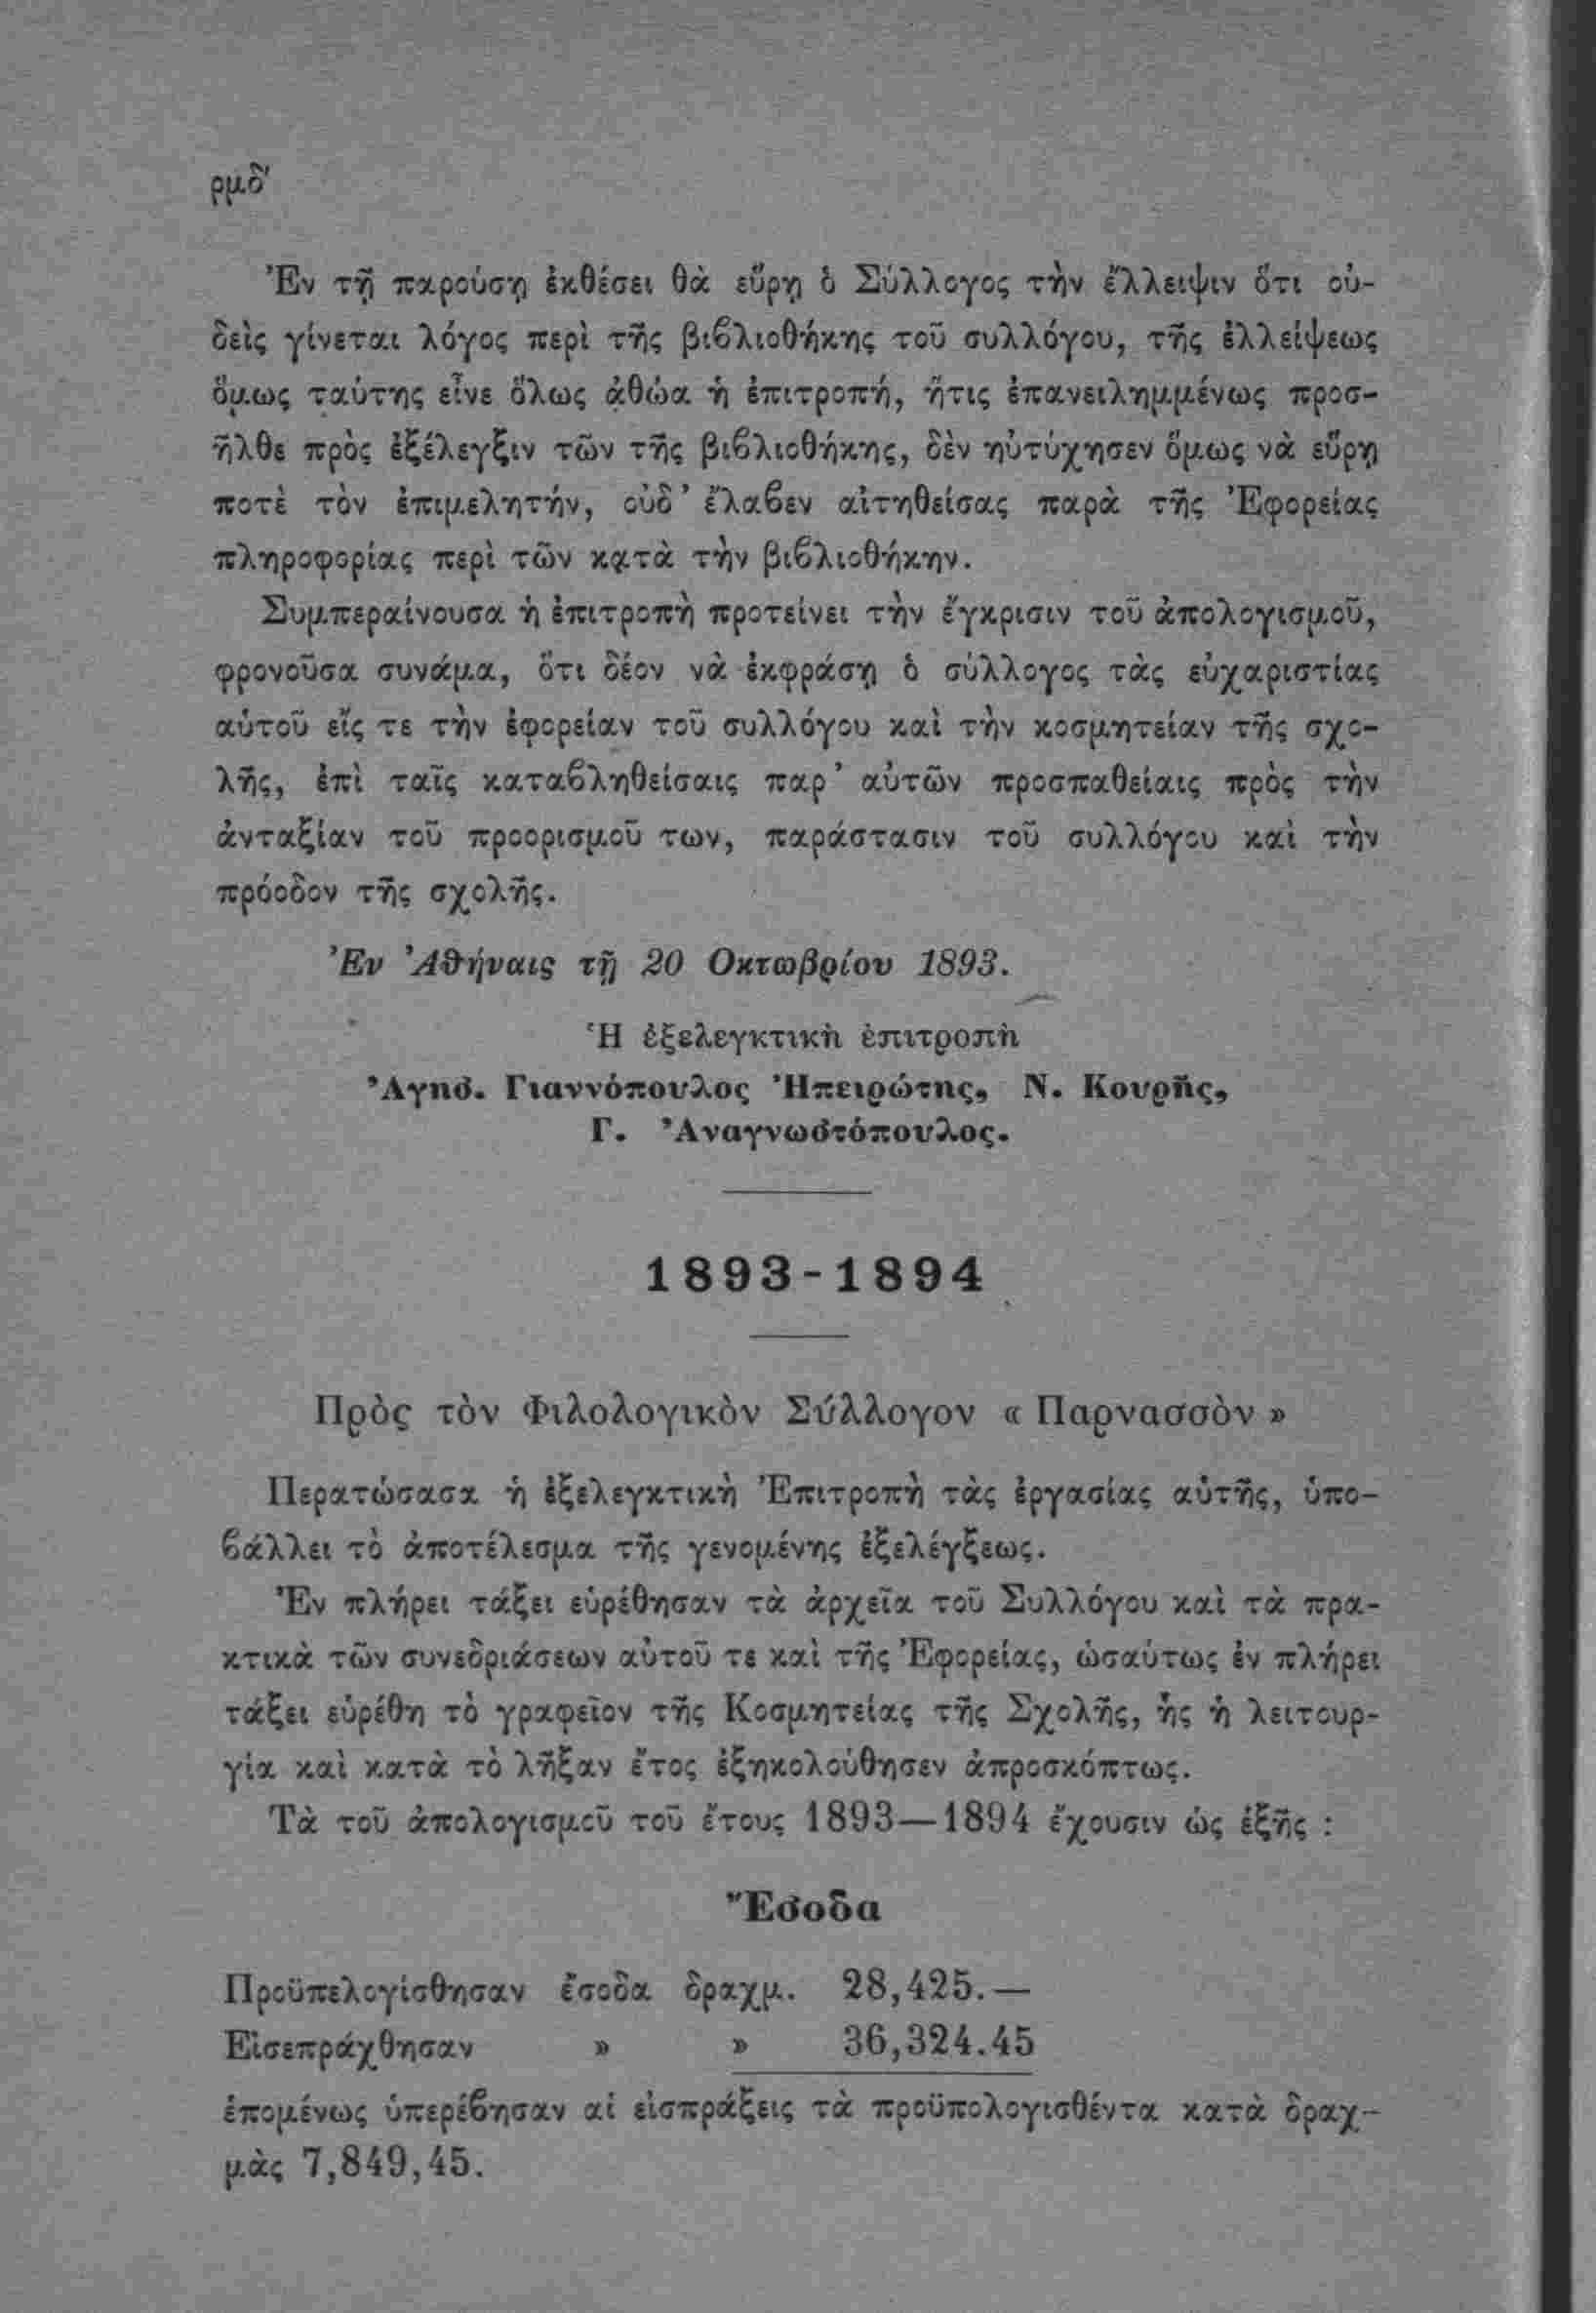 ρμδ'
Ἐν τῇ παρούσῃ ἐκθέσει θὰ εὕρῃ ὁ Σύλλογος τὴν ἔλλειψιν ὅτι οὐ-
δεὶς γίνεται λόγος περὶ τῆς βιβλιοθήκης τοῦ συλλόγου, τῆς ἐλλείψεως
ὅμως ταύτης εἶνε ὅλως ἀθώα ἡ ἐπιτροπή, ἥτις ἐπανειλημμένως προσ-
ῆλθε πρὸς ἐξέλεγξιν τῶν τῆς βιβλιοθήκης, δὲν ηὐτύχησεν ὅμως νὰ εὕρῃ
ποτὲ τὸν ἐπιμελητήν, οὐδ' ἔλαβεν αἰτηθείσας παρὰ τῆς Ἐφορείας
πληροφορίας περὶ τῶν κατὰ τὴν βιβλιοθήκην.
Συμπεραίνουσα ἡ ἐπιτροπὴ προτείνει τὴν ἔγκρισιν τοῦ ἀπολογισμοῦ,
φρονοῦσα συνάμα, ὅτι δέον νὰ ἐκφράσῃ ὁ σύλλογος τὰς εὐχαριστίας
αὑτοῦ εἴς τε τὴν ἐφορείαν τοῦ συλλόγου καὶ τὴν κοσμητείαν τῆς σχο-
λῆς, ἐπὶ ταῖς καταβληθείσαις παρ' αὐτῶν προσπαθείαις πρὸς τὴν
ἀνταξίαν τοῦ προορισμοῦ των, παράστασιν τοῦ συλλόγου καὶ τὴν
πρόοδον τῆς σχολῆς.
Ἐν Ἀθήναις τῇ 20 Οκτωβρίου 1893.
Ἡ ἐξελεγκτικὴ ἐπιτροπὴ
Ἀγησ. Γιαννόπουλος Ἠπειρώτης, Ν. Κουρῆς,
Γ. Ἀναγνωστόπουλος.
1893-1894
Πρὸς τὸν Φιλολογικὸν Σύλλογον « Παρνασσὸν »
Περατώσασα ἡ ἐξελεγκτικὴ Ἐπιτροπὴ τὰς ἐργασίας αὑτῆς, ὑπο-
βάλλει τὸ ἀποτέλεσμα τῆς γενομένης ἐξελέγξεως.
Ἐν πλήρει τάξει εὑρέθησαν τὰ ἀρχεῖα τοῦ Συλλόγου καὶ τὰ πρα-
κτικὰ τῶν συνεδριάσεων αὐτοῦ τε καὶ τῆς Ἐφορείας, ὡσαύτως ἐν πλήρει
τάξει εὑρέθη τὸ γραφεῖον τῆς Κοσμητείας τῆς Σχολῆς, ἧς ἡ λειτουρ-
γία καὶ κατὰ τὸ λῆξαν ἔτος ἐξηκολούθησεν ἀπροσκόπτως.
Τὰ τοῦ ἀπολογισμοῦ τοῦ ἔτους 1893—1894 ἔχουσιν ὡς ἑξῆς :
Ἔσοδα
Προϋπελογίσθησαν ἔσοδα δραχμ. 28,425.—
Εἰσεπράχθησαν » » 36,324.45
ἑπομένως ὑπερέβησαν αἱ εἰσπράξεις τὰ προϋπολογισθέντα κατὰ δραχ-
μὰς 7,849,45.